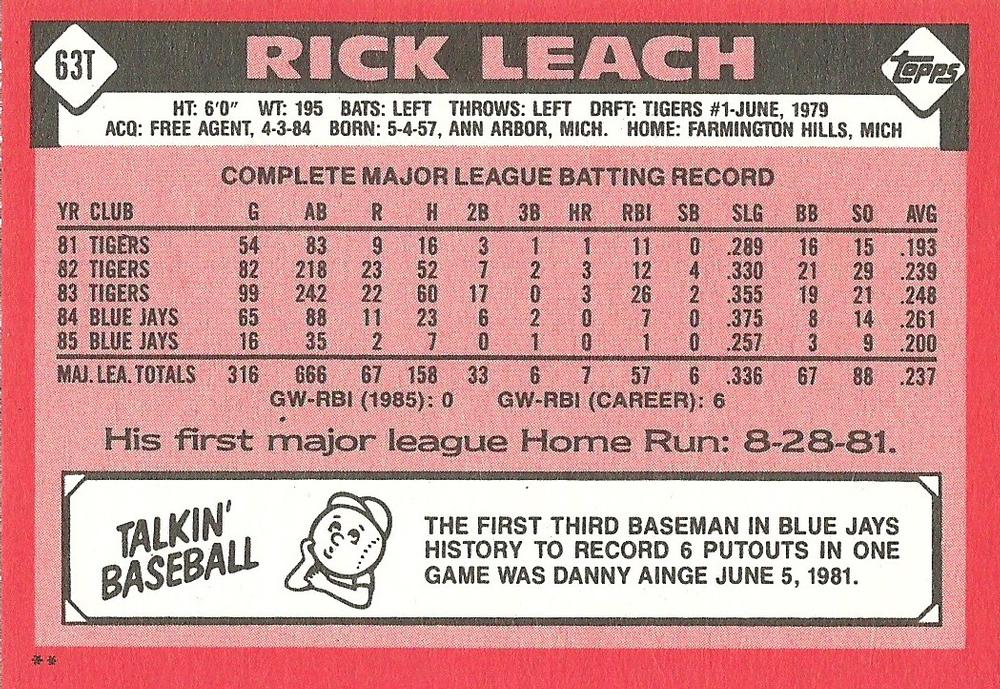 63T
RICK LEACH
topps
HT: 6'0" WT: 195 BATS: LEFT THROWS: LEFT DRFT: TIGERS #1-JUNE, 1979
ACQ: FREE AGENT, 4-3-84 BORN: 5-4-57, ANN ARBOR, MICH. HOME: FARMINGTON HILLS, MICH
COMPLETE MAJOR LEAGUE BATTING RECORD
YR CLUB G AB R H 2B 3B HR RBI SB SLG BB SO AVG
81 TIGERS 54 83 9 16 3 1 1 11 0 .289 16 15 .193
82 TIGERS 82 218 23 52 7 2 3 12 4 .330 21 29 .239
83 TIGERS 99 242 22 60 17 0 3 26 2 .355 19 21 .248
84 BLUE JAYS 65 88 11 23 6 2 0 7 0 .375 8 14 .261
85 BLUE JAYS 16 35 2 7 0 1 0 1 0 .257 3 9 .200
MAJ. LEA. TOTALS 316 666 67 158 33 6 7 57 6 .336 67 88 .237
GW-RBI (1985): 0 GW-RBI (CAREER): 6
His first major league Home Run: 8-28-81.
TALKIN'
BASEBALL
THE FIRST THIRD BASEMAN IN BLUE JAYS
HISTORY TO RECORD 6 PUTOUTS IN ONE
GAME WAS DANNY AINGE JUNE 5, 1981.
**